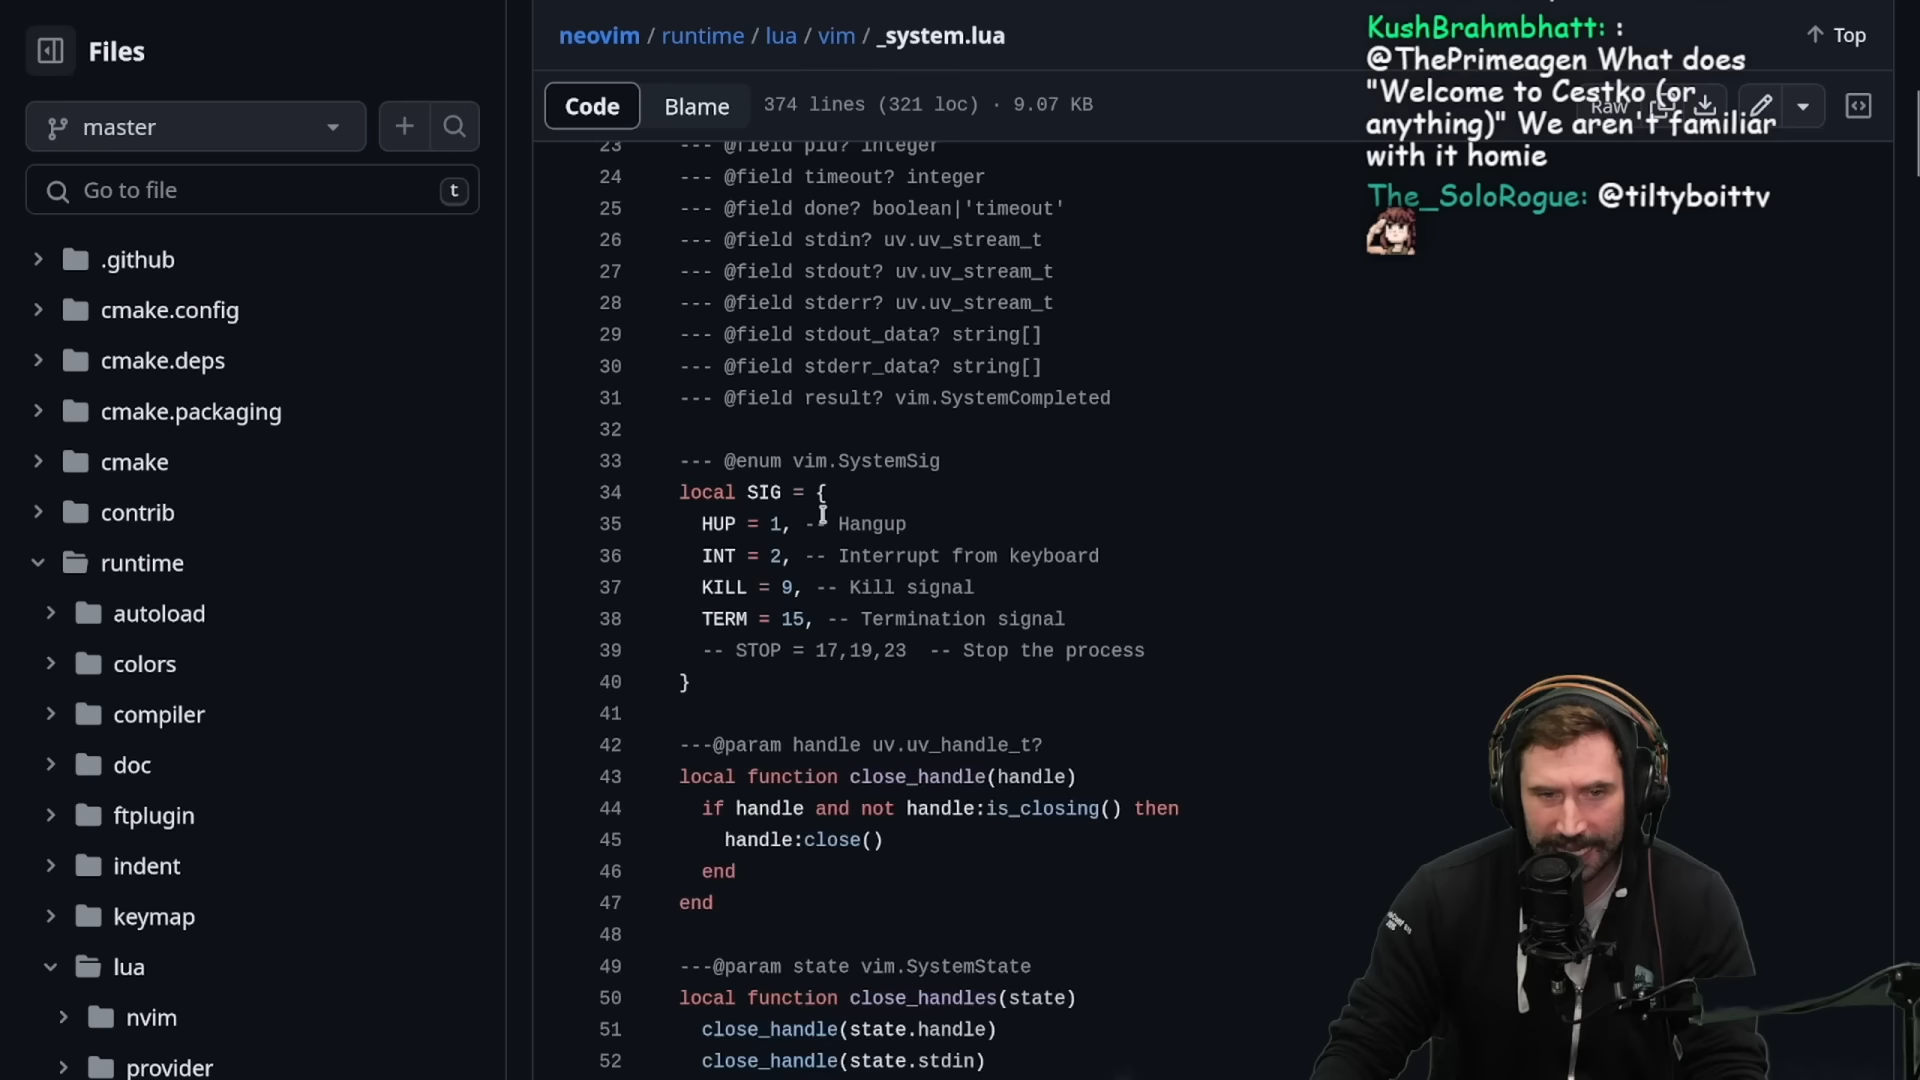 Files
master
Go to file
t
.github
cmake.config
cmake.deps
cmake.packaging
cmake
contrib
runtime
autoload
colors
compiler
doc
ftplugin
indent
keymap
lua
nvim
provider
neovim / runtime / lua / vim / _system.lua
Top
Code Blame 374 lines (321 loc) · 9.07 KB
Raw
23 --- @field pid? integer
24 --- @field timeout? integer
25 --- @field done? boolean|'timeout'
26 --- @field stdin? uv.uv_stream_t
27 --- @field stdout? uv.uv_stream_t
28 --- @field stderr? uv.uv_stream_t
29 --- @field stdout_data? string[]
30 --- @field stderr_data? string[]
31 --- @field result? vim.SystemCompleted
32
33 --- @enum vim.SystemSig
34 local SIG = {
35 HUP = 1, -- Hangup
36 INT = 2, -- Interrupt from keyboard
37 KILL = 9, -- Kill signal
38 TERM = 15, -- Termination signal
39 -- STOP = 17,19,23 -- Stop the process
40 }
41
42 ---@param handle uv.uv_handle_t?
43 local function close_handle(handle)
44 if handle and not handle:is_closing() then
45 handle:close()
46 end
47 end
48
49 ---@param state vim.SystemState
50 local function close_handles(state)
51 close_handle(state.handle)
52 close_handle(state.stdin)
KushBrahmbhatt: :
@ThePrimeagen What does
"Welcome to Cestko (or
anything)" We aren't familiar
with it homie
The_SoloRogue: @tiltyboittv